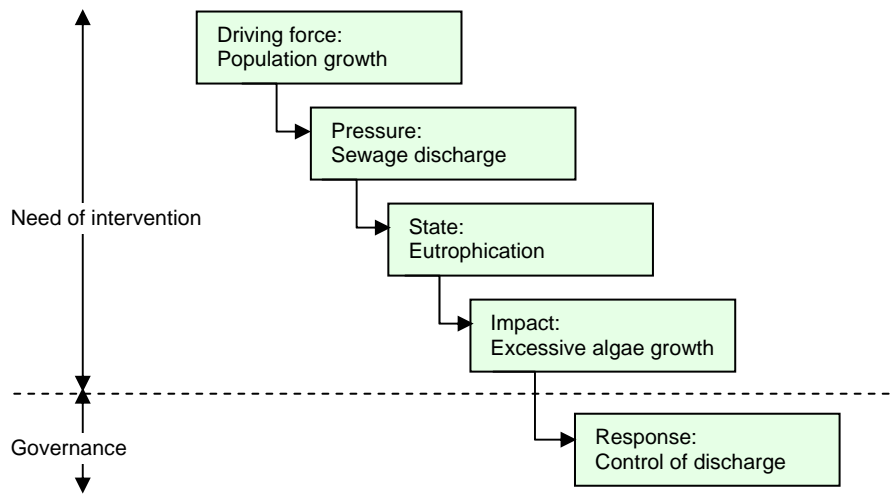 Driving force:
Population growth
Pressure:
Sewage discharge
Need of intervention
State:
Eutrophication
Impact:
Excessive algae growth
Governance
Response:
Control of discharge